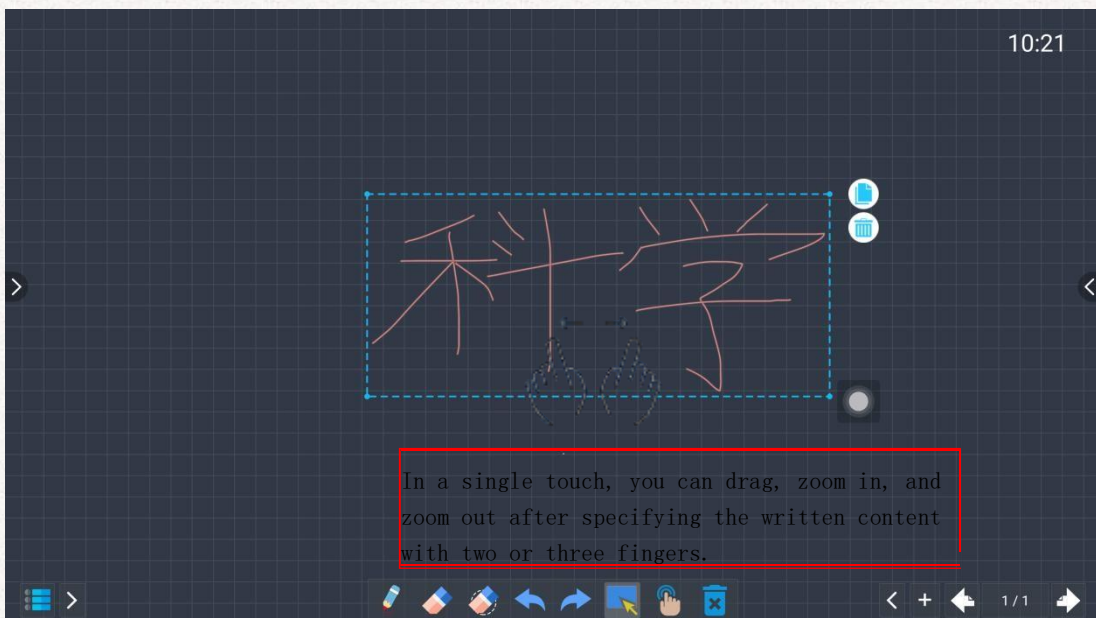 10:21
科学
In a single touch, you can drag, zoom in, and
zoom out after specifying the written content
with two or three fingers.
1/1